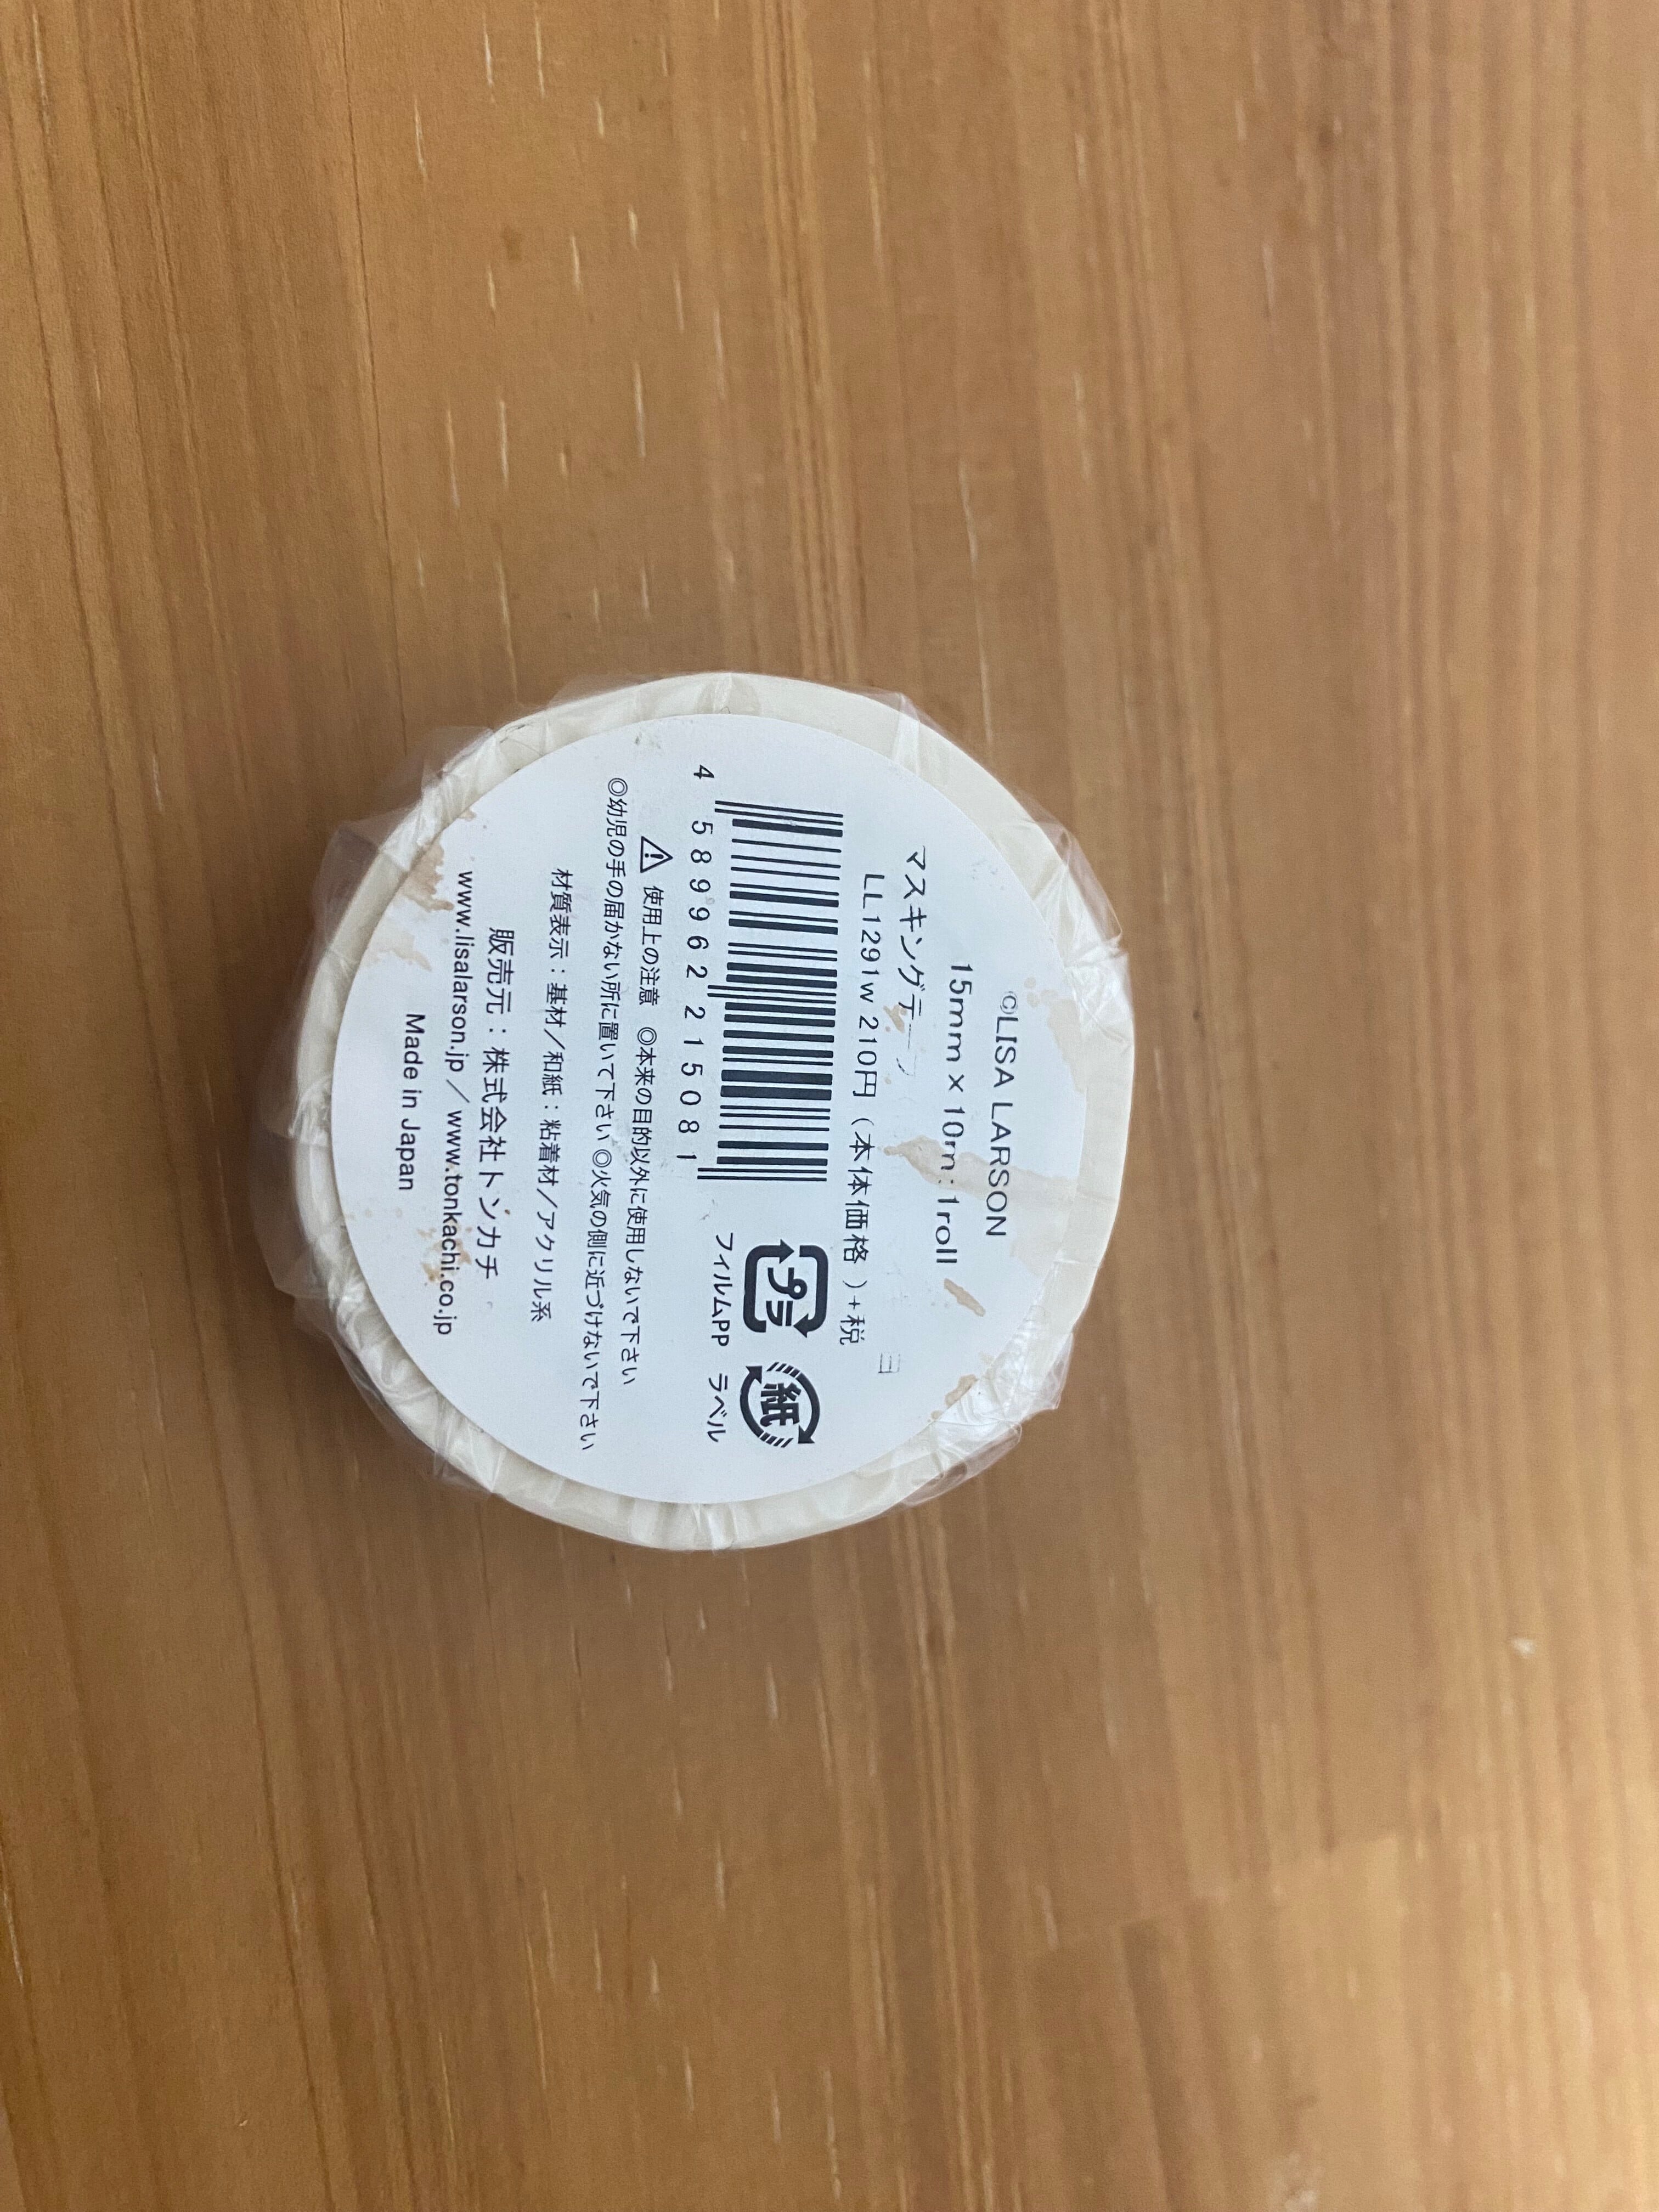 ©LISA LARSON
15mm×10m:1roll
マスキングテープ
LL1291w 210円(本体価格)+税
4 589962 215081
プラ 紙
フィルムPP ラベル
使用上の注意 ◎本来の目的以外に使用しないで下さい
◎幼児の手の届かない所に置いて下さい◎火気の側に近づけないで下さい
材質表示:基材/和紙:粘着材/アクリル系
販売元:株式会社トンカチ
www.lisalarson.jp/www.tonkachi.co.jp
Made in Japan